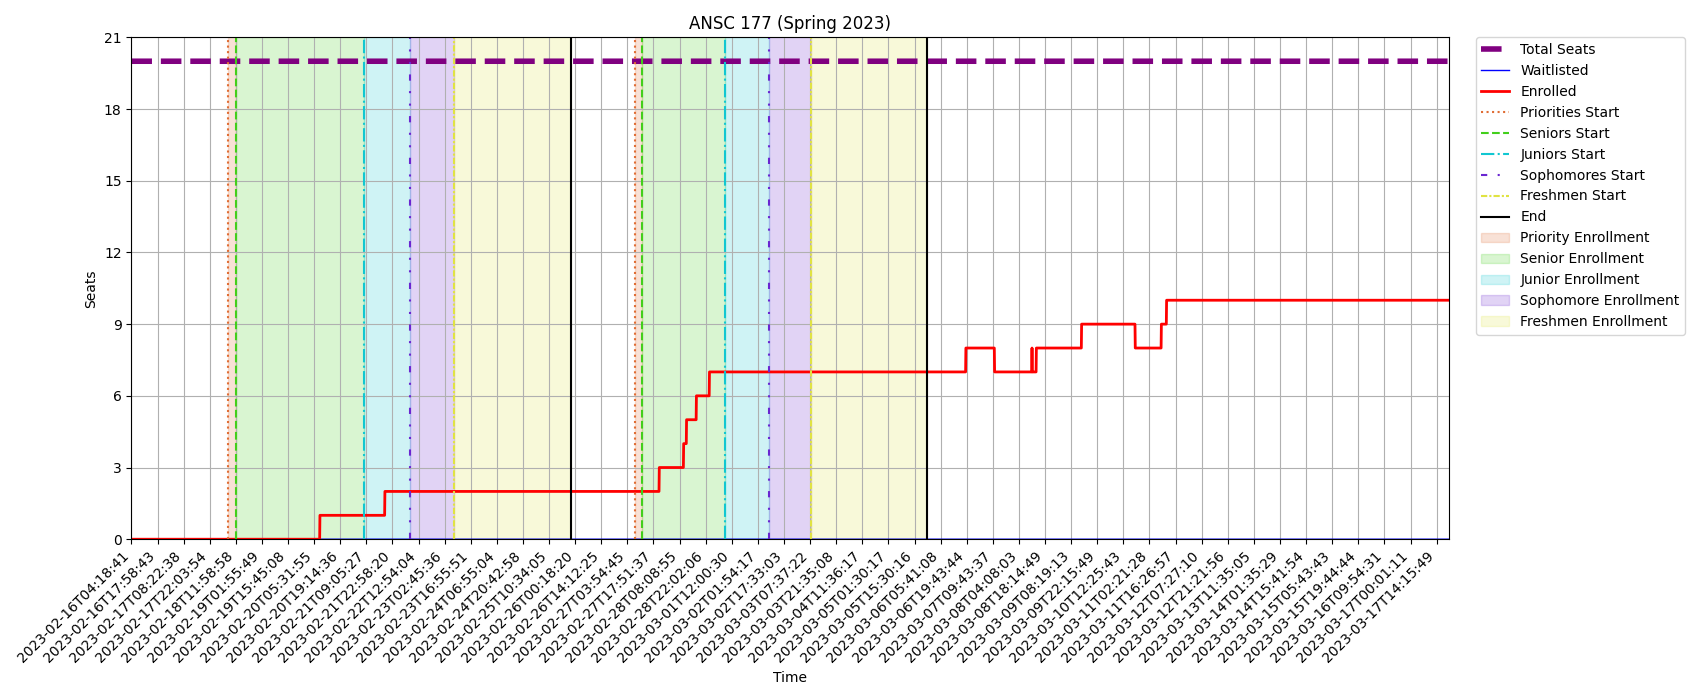 ANSC 177 (Spring 2023)
21
18
15
12
9
6
3
0
Seats
2023-02-16T04:18:41
2023-02-16T17:58:43
2023-02-17T08:22:38
2023-02-17T22:03:54
2023-02-18T11:58:58
2023-02-19T01:55:49
2023-02-19T15:45:08
2023-02-20T05:31:55
2023-02-20T19:14:36
2023-02-21T09:05:27
2023-02-21T22:58:20
2023-02-22T12:54:04
2023-02-23T02:45:36
2023-02-23T16:55:51
2023-02-24T06:55:04
2023-02-24T20:42:58
2023-02-25T10:34:05
2023-02-26T00:18:20
2023-02-26T14:12:25
2023-02-27T03:54:45
2023-02-27T17:51:37
2023-02-28T08:08:55
2023-02-28T22:02:06
2023-03-01T12:00:30
2023-03-02T01:54:17
2023-03-02T17:33:03
2023-03-03T07:37:22
2023-03-03T21:35:08
2023-03-04T11:36:17
2023-03-05T01:30:17
2023-03-05T15:30:16
2023-03-06T05:41:08
2023-03-06T19:43:44
2023-03-07T09:43:37
2023-03-08T04:08:03
2023-03-08T18:14:49
2023-03-09T08:19:13
2023-03-09T22:15:49
2023-03-10T12:25:43
2023-03-11T02:21:28
2023-03-11T16:26:57
2023-03-12T07:27:10
2023-03-12T21:21:56
2023-03-13T11:35:05
2023-03-14T01:35:29
2023-03-14T15:41:54
2023-03-15T05:43:43
2023-03-15T19:44:44
2023-03-16T09:54:31
2023-03-17T00:01:11
2023-03-17T14:15:49
Time
Total Seats
Waitlisted
Enrolled
Priorities Start
Seniors Start
Juniors Start
Sophomores Start
Freshmen Start
End
Priority Enrollment
Senior Enrollment
Junior Enrollment
Sophomore Enrollment
Freshmen Enrollment